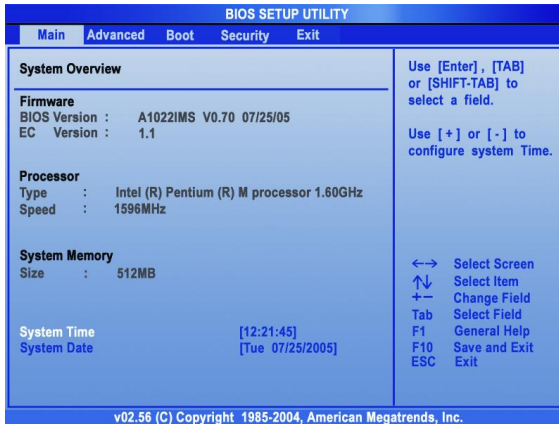 BIOS SETUP UTILITY
Main Advanced Boot Security Exit
System Overview
Firmware
BIOS Version : A1022IMS V0.70 07/25/05
EC Version : 1.1
Processor
Type : Intel (R) Pentium (R) M processor 1.60GHz
Speed : 1596MHz
System Memory
Size : 512MB
System Time [12:21:45]
System Date [Tue 07/25/2005]
Use [Enter], [TAB]
or [SHIFT-TAB] to
select a field.
Use [+] or [-] to
configure system Time.
←→ Select Screen
↑↓ Select Item
+− Change Field
Tab Select Field
F1 General Help
F10 Save and Exit
ESC Exit
v02.56 (C) Copyright 1985-2004, American Megatrends, Inc.